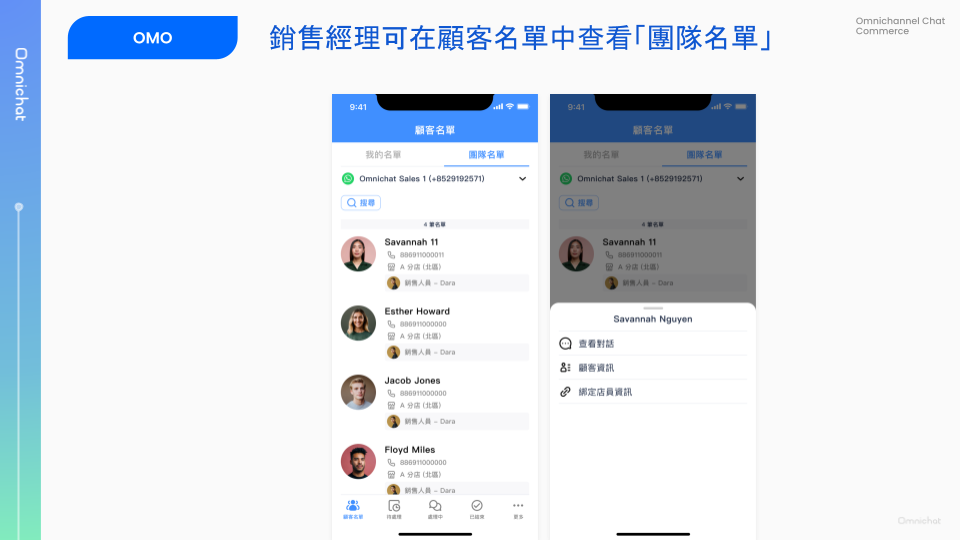 Omnichat
OMO
銷售經理可在顧客名單中查看「團隊名單」
Omnichannel Chat
Commerce
9:41
顧客名單
我的名單
團隊名單
Omnichat Sales 1 (+8529192571)
搜尋
4 筆名單
Savannah 11
886911000011
A 分店 (北區)
銷售人員 - Dara
Esther Howard
886911000000
A 分店 (北區)
銷售人員 - Dara
Jacob Jones
886911000000
A 分店 (北區)
銷售人員 - Dara
Floyd Miles
886911000000
A 分店 (北區)
銷售人員 - Dara
顧客名單
待處理
處理中
已結束
更多
9:41
顧客名單
我的名單
團隊名單
Omnichat Sales 1 (+8529192571)
搜尋
4 筆名單
Savannah 11
886911000011
A 分店 (北區)
銷售人員 - Dara
Savannah Nguyen
查看對話
顧客資訊
綁定店員資訊
Omnichat